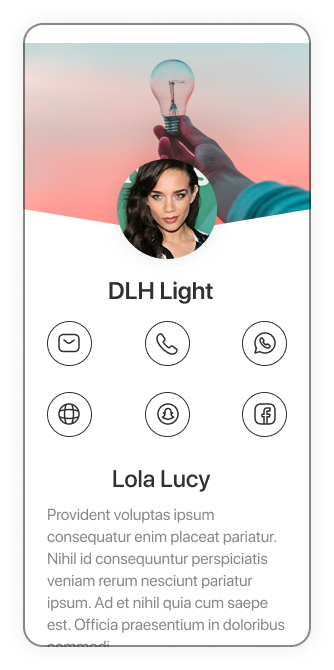 DLH Light
Lola Lucy
Provident voluptas ipsum
consequatur enim placeat pariatur.
Nihil id consequuntur perspiciatis
veniam rerum nesciunt pariatur
ipsum. Ad et nihil quia cum saepe
est. Officia praesentium in doloribus